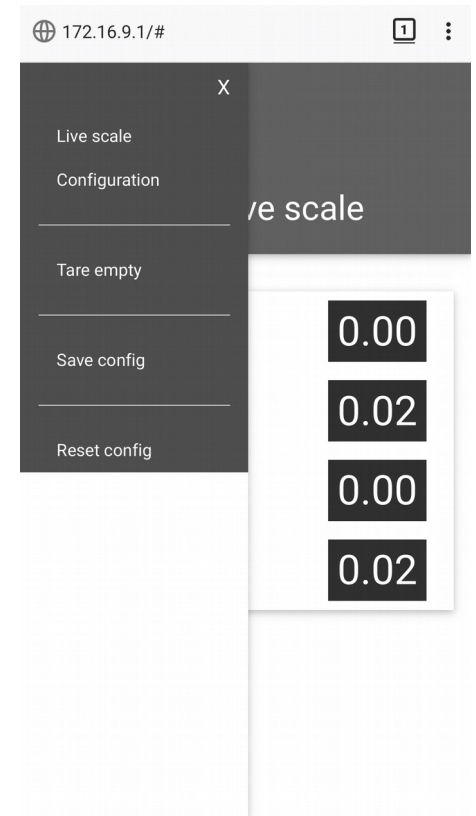 172.16.9.1/#
1
X
Live scale
Configuration
ve scale
Tare empty
0.00
Save config
0.02
Reset config
0.00
0.02